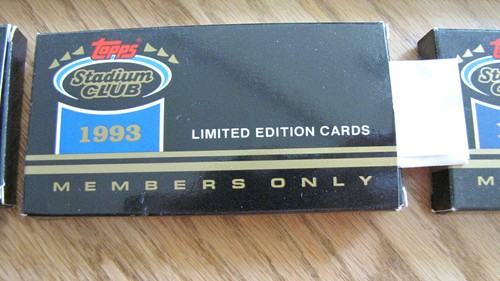 Topps
Stadium
CLUB
1993
LIMITED EDITION CARDS
MEMBERS ONLY